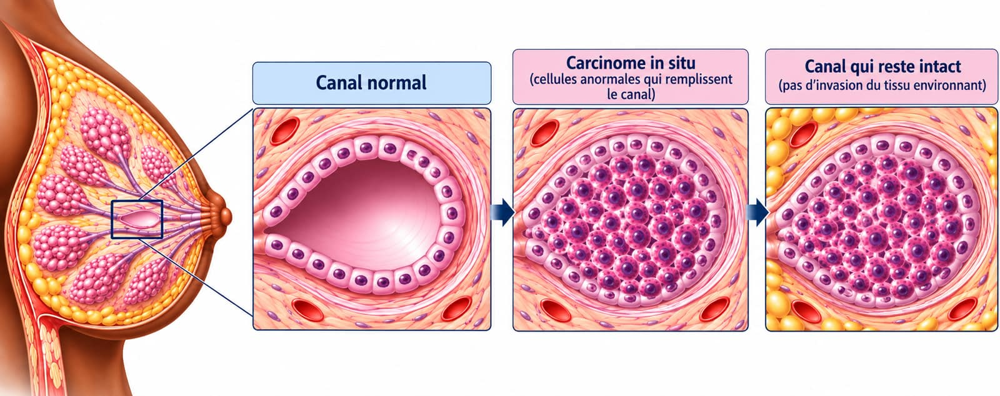 Canal normal
Carcinome in situ
(cellules anormales qui remplissent
le canal)
Canal qui reste intact
(pas d'invasion du tissu environnant)